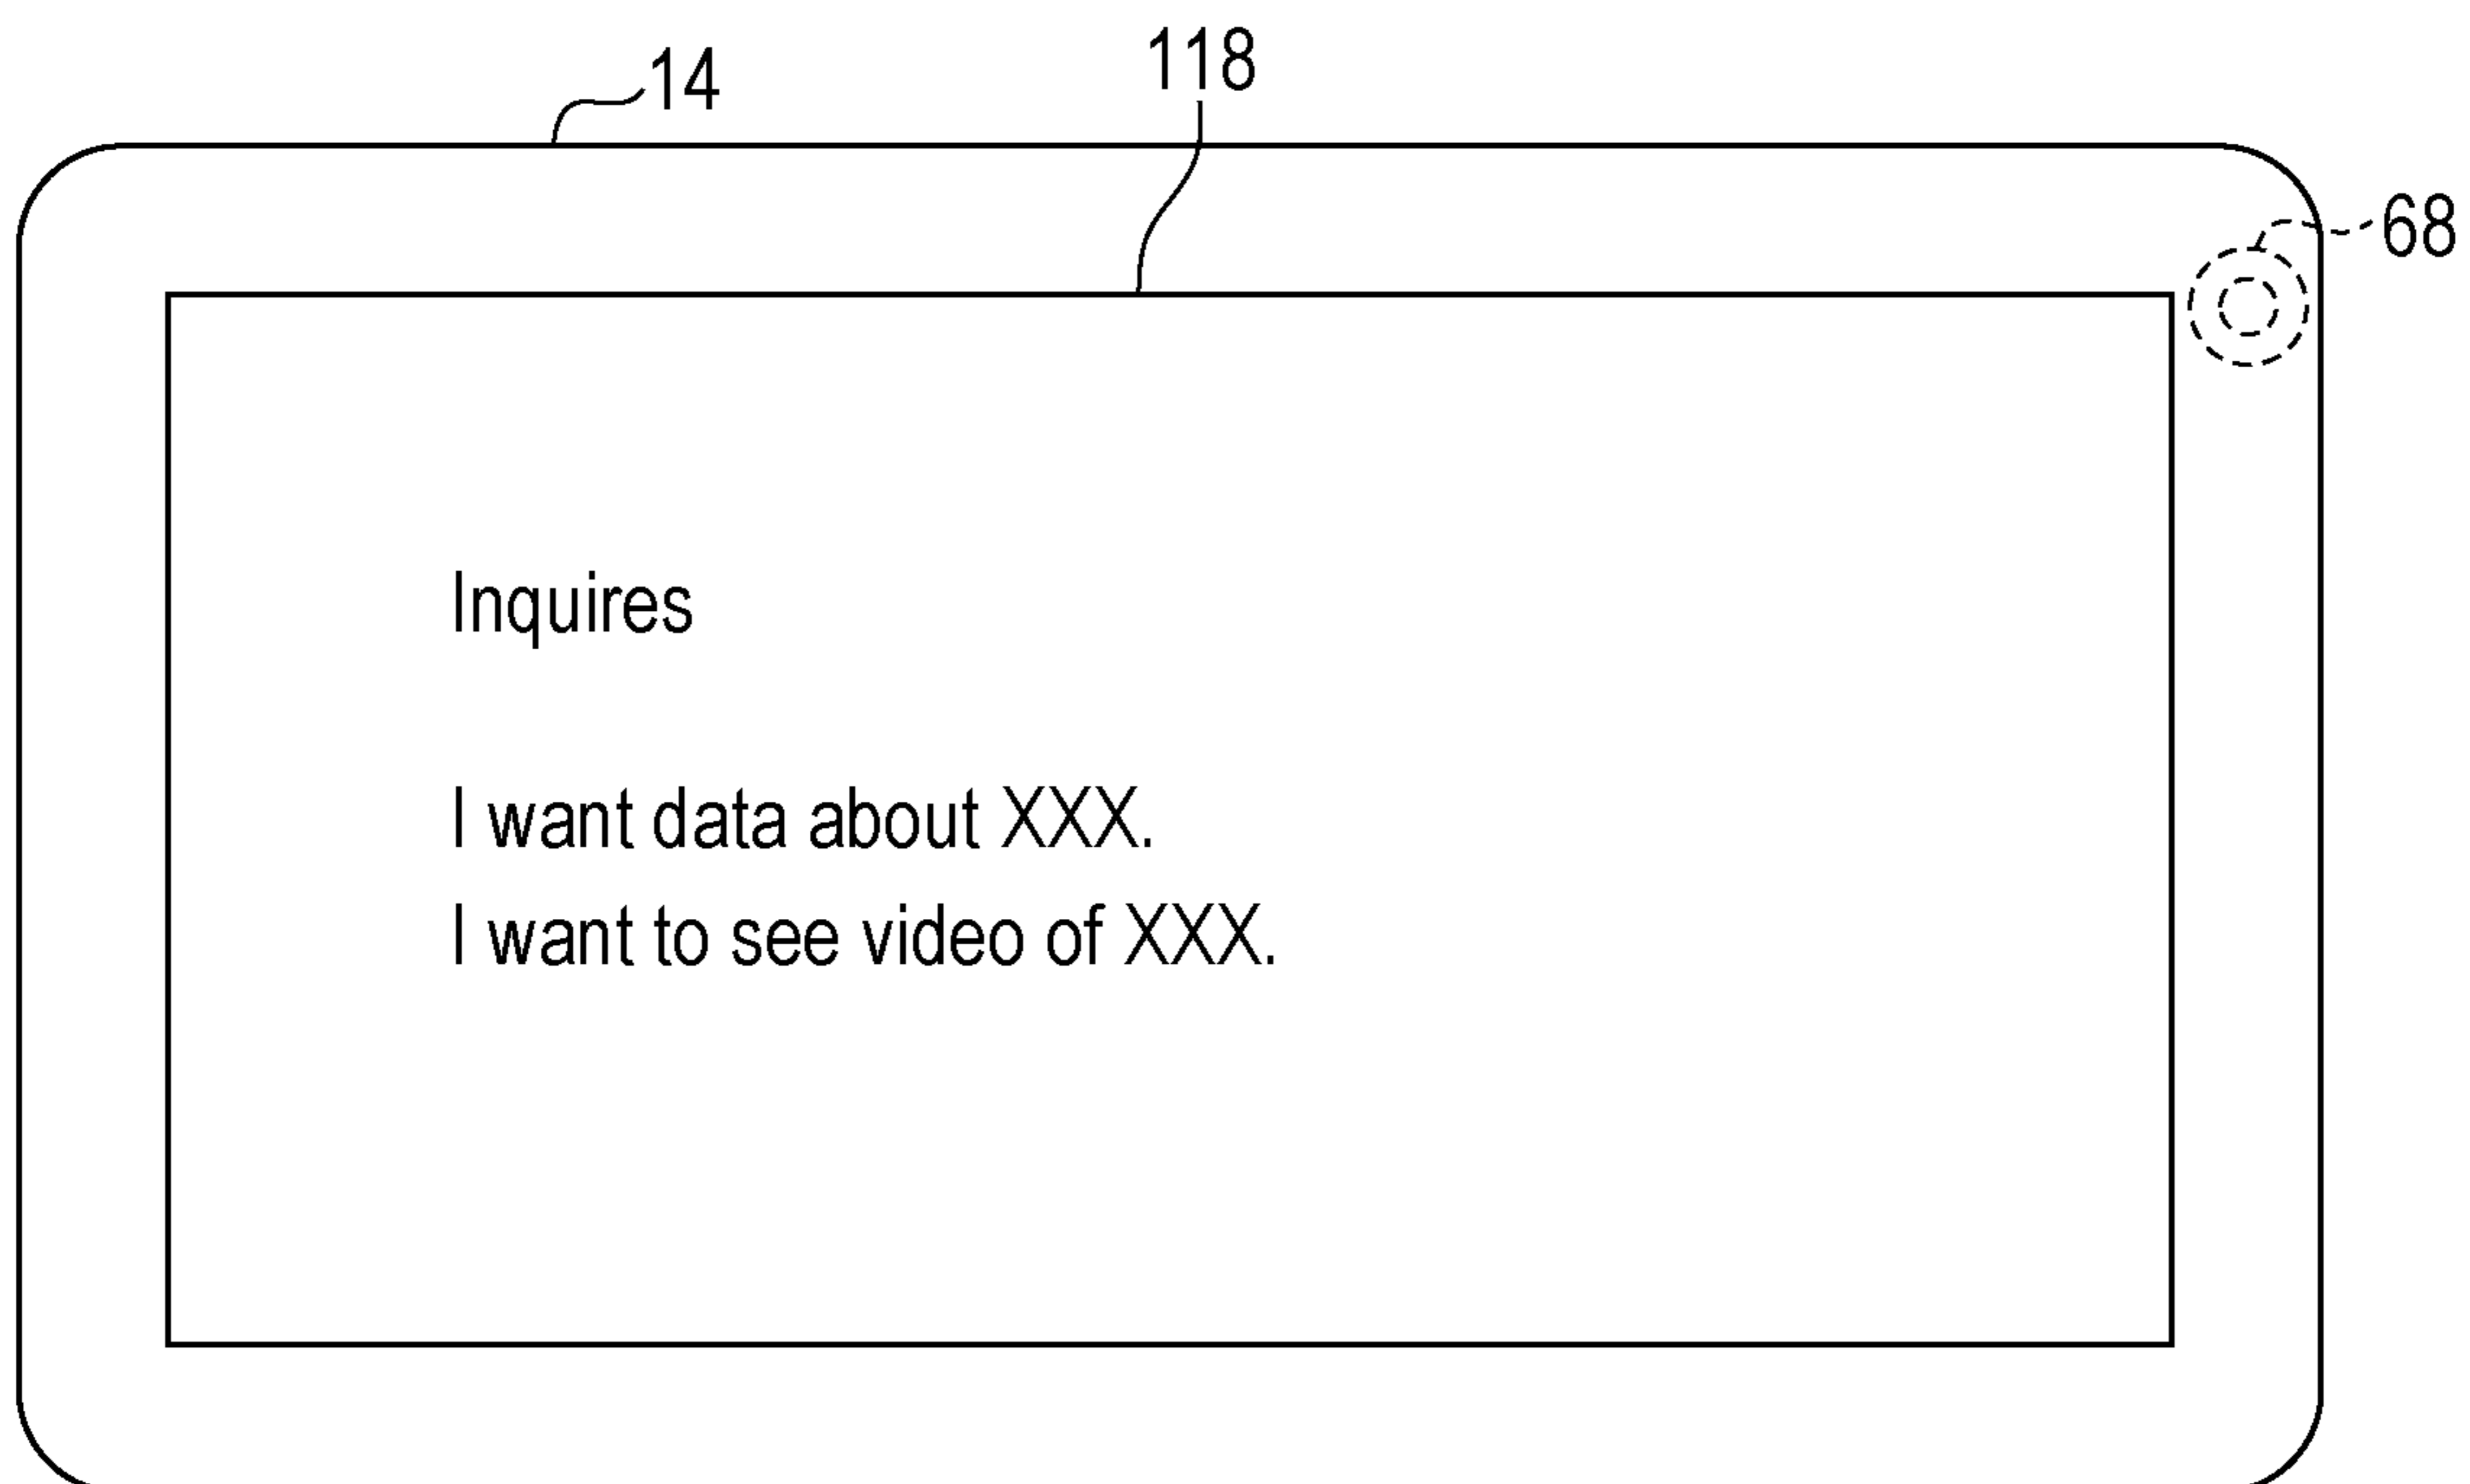 14
118
68
Inquires
I want data about XXX.
I want to see video of XXX.